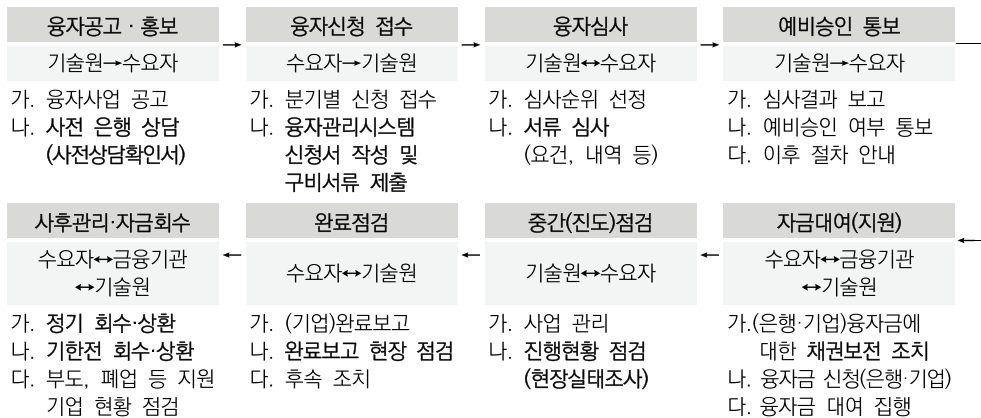 융자공고 · 홍보
기술원→수요자
가. 융자사업 공고
나. 사전 은행 상담
(사전상담확인서)
융자신청 접수
수요자→기술원
가. 분기별 신청 접수
나. 융자관리시스템
신청서 작성 및
구비서류 제출
융자심사
기술원↔수요자
가. 심사순위 선정
나. 서류 심사
(요건, 내역 등)
예비승인 통보
기술원→수요자
가. 심사결과 보고
나. 예비승인 여부 통보
다. 이후 절차 안내
자금대여(지원)
수요자↔금융기관
↔기술원
가.(은행·기업)융자금에
대한 채권보전 조치
나. 융자금 신청(은행·기업)
다. 융자금 대여 집행
중간(진도)점검
기술원↔수요자
가. 사업 관리
나. 진행현황 점검
(현장실태조사)
완료점검
수요자↔기술원
가. (기업)완료보고
나. 완료보고 현장 점검
다. 후속 조치
사후관리·자금회수
수요자↔금융기관
↔기술원
가. 정기 회수·상환
나. 기한전 회수·상환
다. 부도, 폐업 등 지원
기업 현황 점검